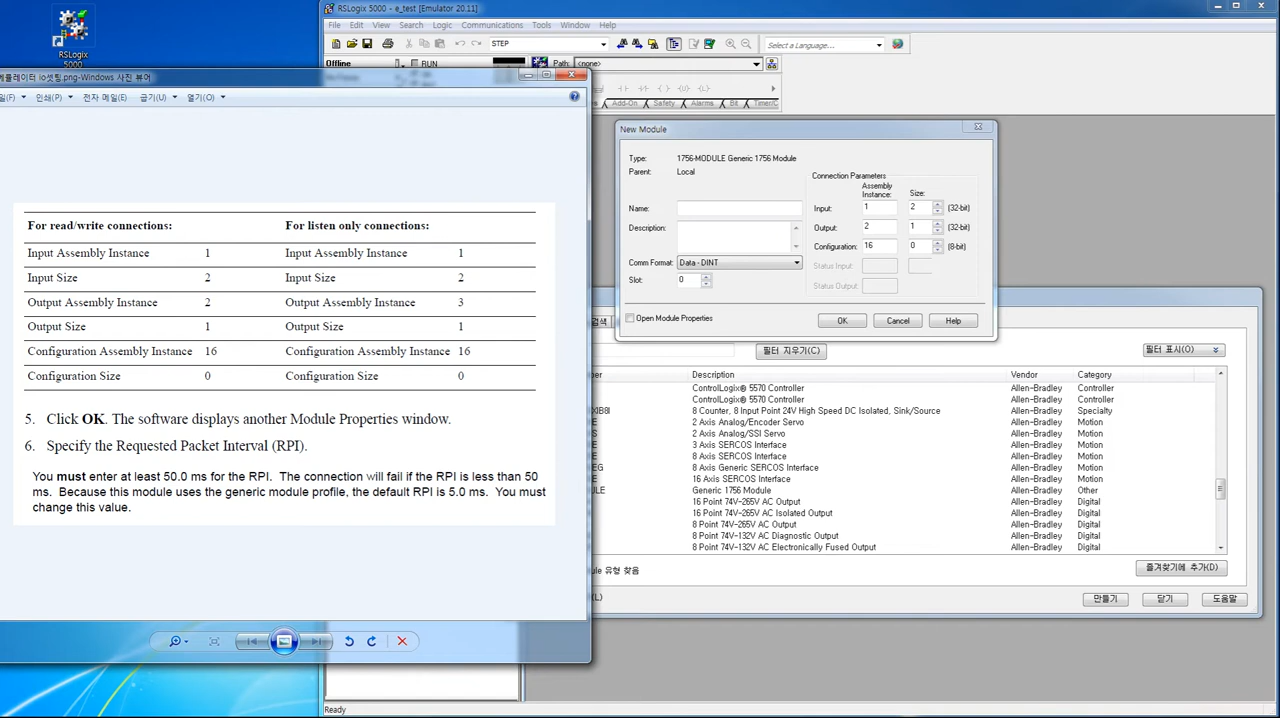 RSLogix
5000
RSLogix 5000 - e_test [Emulator 20.11]
File Edit View Search Logic Communications Tools Window Help
STEP
Select a Language...
Offline
RUN
Path: <none>
Add-On Safety Alarms Bit Timer/C
io셋팅.png-Windows 사진 뷰어
인쇄(P) 전자 메일(E) 굽기(U) 열기(O)
For read/write connections: For listen only connections:
Input Assembly Instance 1 Input Assembly Instance 1
Input Size 2 Input Size 2
Output Assembly Instance 2 Output Assembly Instance 3
Output Size 1 Output Size 1
Configuration Assembly Instance 16 Configuration Assembly Instance 16
Configuration Size 0 Configuration Size 0
5. Click OK. The software displays another Module Properties window.
6. Specify the Requested Packet Interval (RPI).
You must enter at least 50.0 ms for the RPI. The connection will fail if the RPI is less than 50
ms. Because this module uses the generic module profile, the default RPI is 5.0 ms. You must
change this value.
New Module
Type: 1756-MODULE Generic 1756 Module
Parent: Local
Connection Parameters
Assembly
Instance: Size:
Name:
Input: 1 2 (32-bit)
Description:
Output: 2 1 (32-bit)
Configuration: 16 0 (8-bit)
Comm Format: Data - DINT
Status Input:
Slot: 0
Status Output:
Open Module Properties
OK Cancel Help
검색
필터 지우기(C)
필터 표시(O)
Description Vendor Category
ControlLogix® 5570 Controller Allen-Bradley Controller
ControlLogix® 5570 Controller Allen-Bradley Controller
8 Counter, 8 Input Point 24V High Speed DC Isolated, Sink/Source Allen-Bradley Specialty
2 Axis Analog/Encoder Servo Allen-Bradley Motion
2 Axis Analog/SSI Servo Allen-Bradley Motion
3 Axis SERCOS Interface Allen-Bradley Motion
8 Axis SERCOS Interface Allen-Bradley Motion
8 Axis Generic SERCOS Interface Allen-Bradley Motion
16 Axis SERCOS Interface Allen-Bradley Motion
Generic 1756 Module Allen-Bradley Other
16 Point 74V-265V AC Output Allen-Bradley Digital
16 Point 74V-265V AC Isolated Output Allen-Bradley Digital
8 Point 74V-265V AC Output Allen-Bradley Digital
8 Point 74V-132V AC Diagnostic Output Allen-Bradley Digital
8 Point 74V-132V AC Electronically Fused Output Allen-Bradley Digital
유형 찾음
즐겨찾기에 추가(D)
만들기 닫기 도움말
Ready